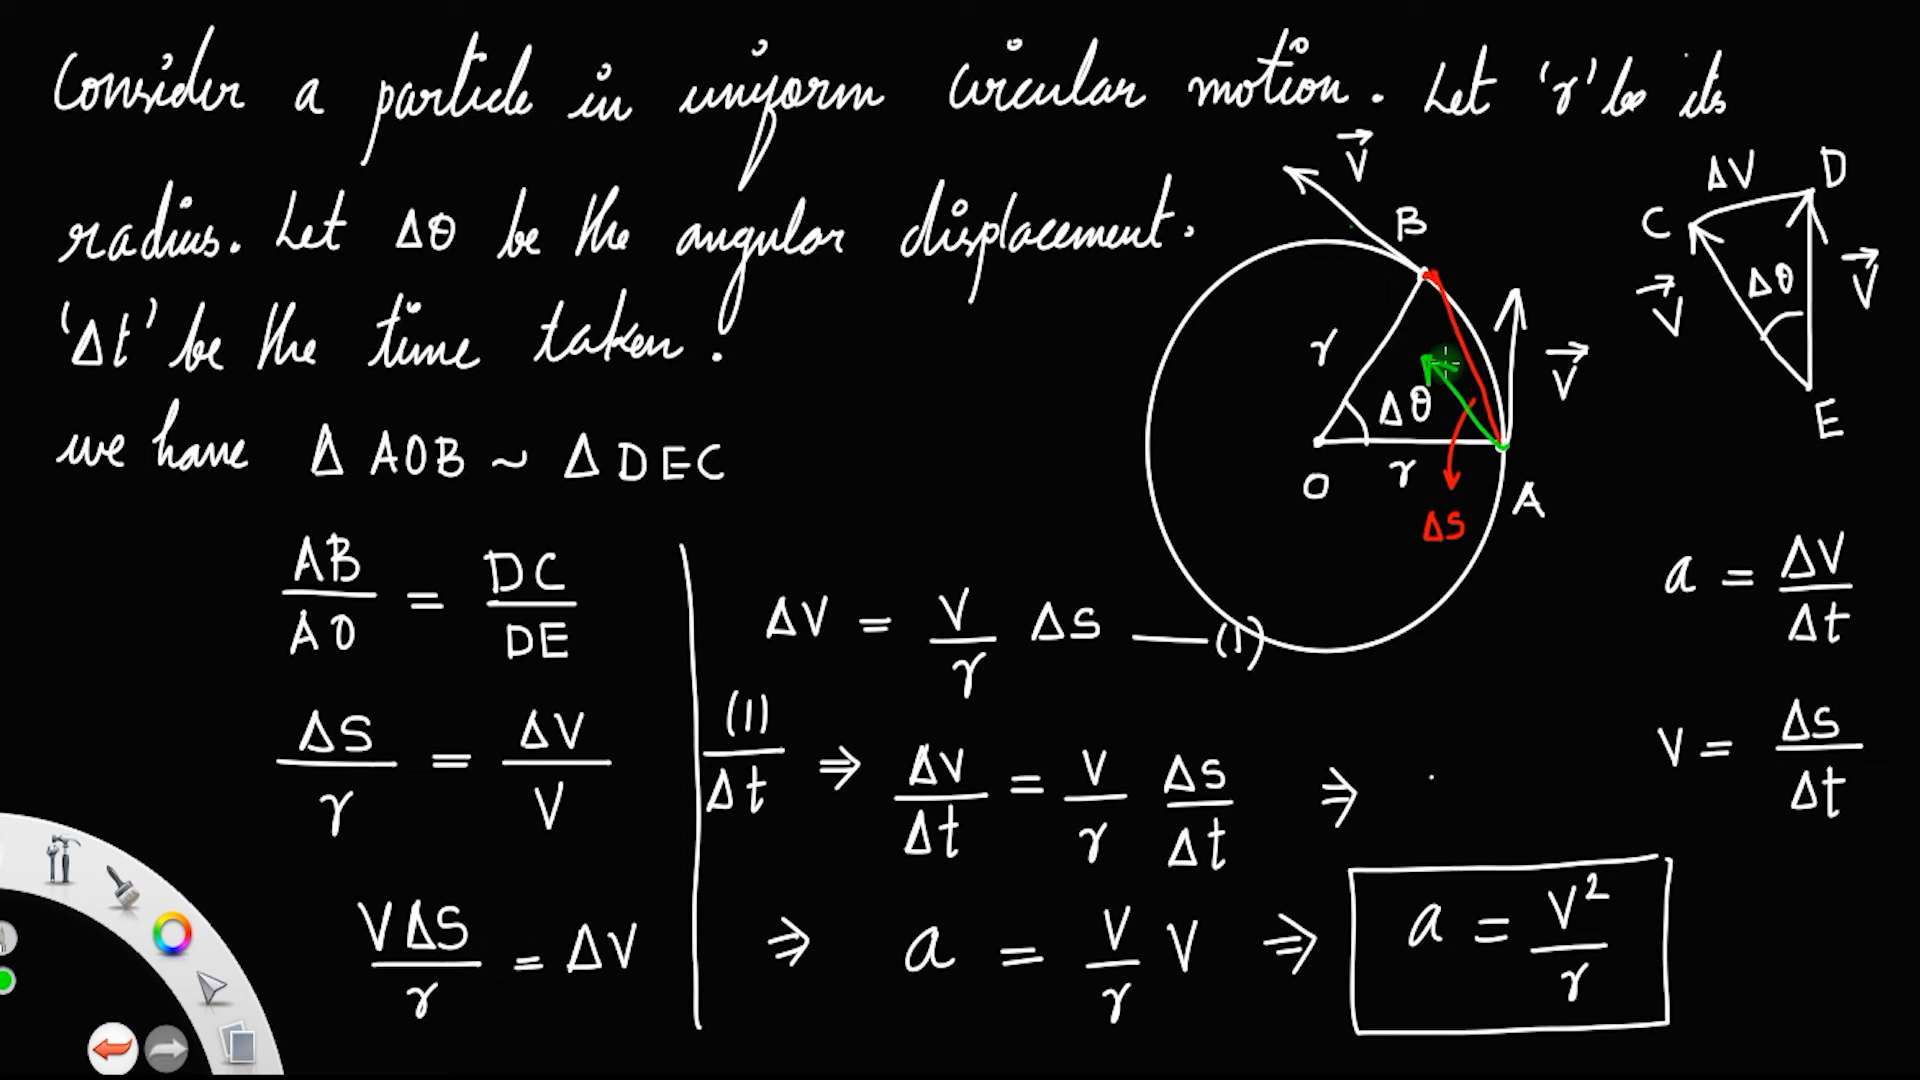 Consider a particle in uniform circular motion. Let 'r' be its
radius. Let Δθ be the angular displacement.
'Δt' be the time taken.
we have Δ AOB ~ Δ DEC
AB/AO = DC/DE
ΔS/r = ΔV/V
VΔS/r = ΔV
ΔV = V/r ΔS — (1)
(1)/Δt ⇒ ΔV/Δt = V/r ΔS/Δt ⇒
⇒ a = V/r V ⇒ a = V²/r
V⃗
B
r
Δθ
V⃗
O
r
A
ΔS
ΔV
D
C
Δθ
V⃗
V⃗
E
a = ΔV/Δt
V = ΔS/Δt